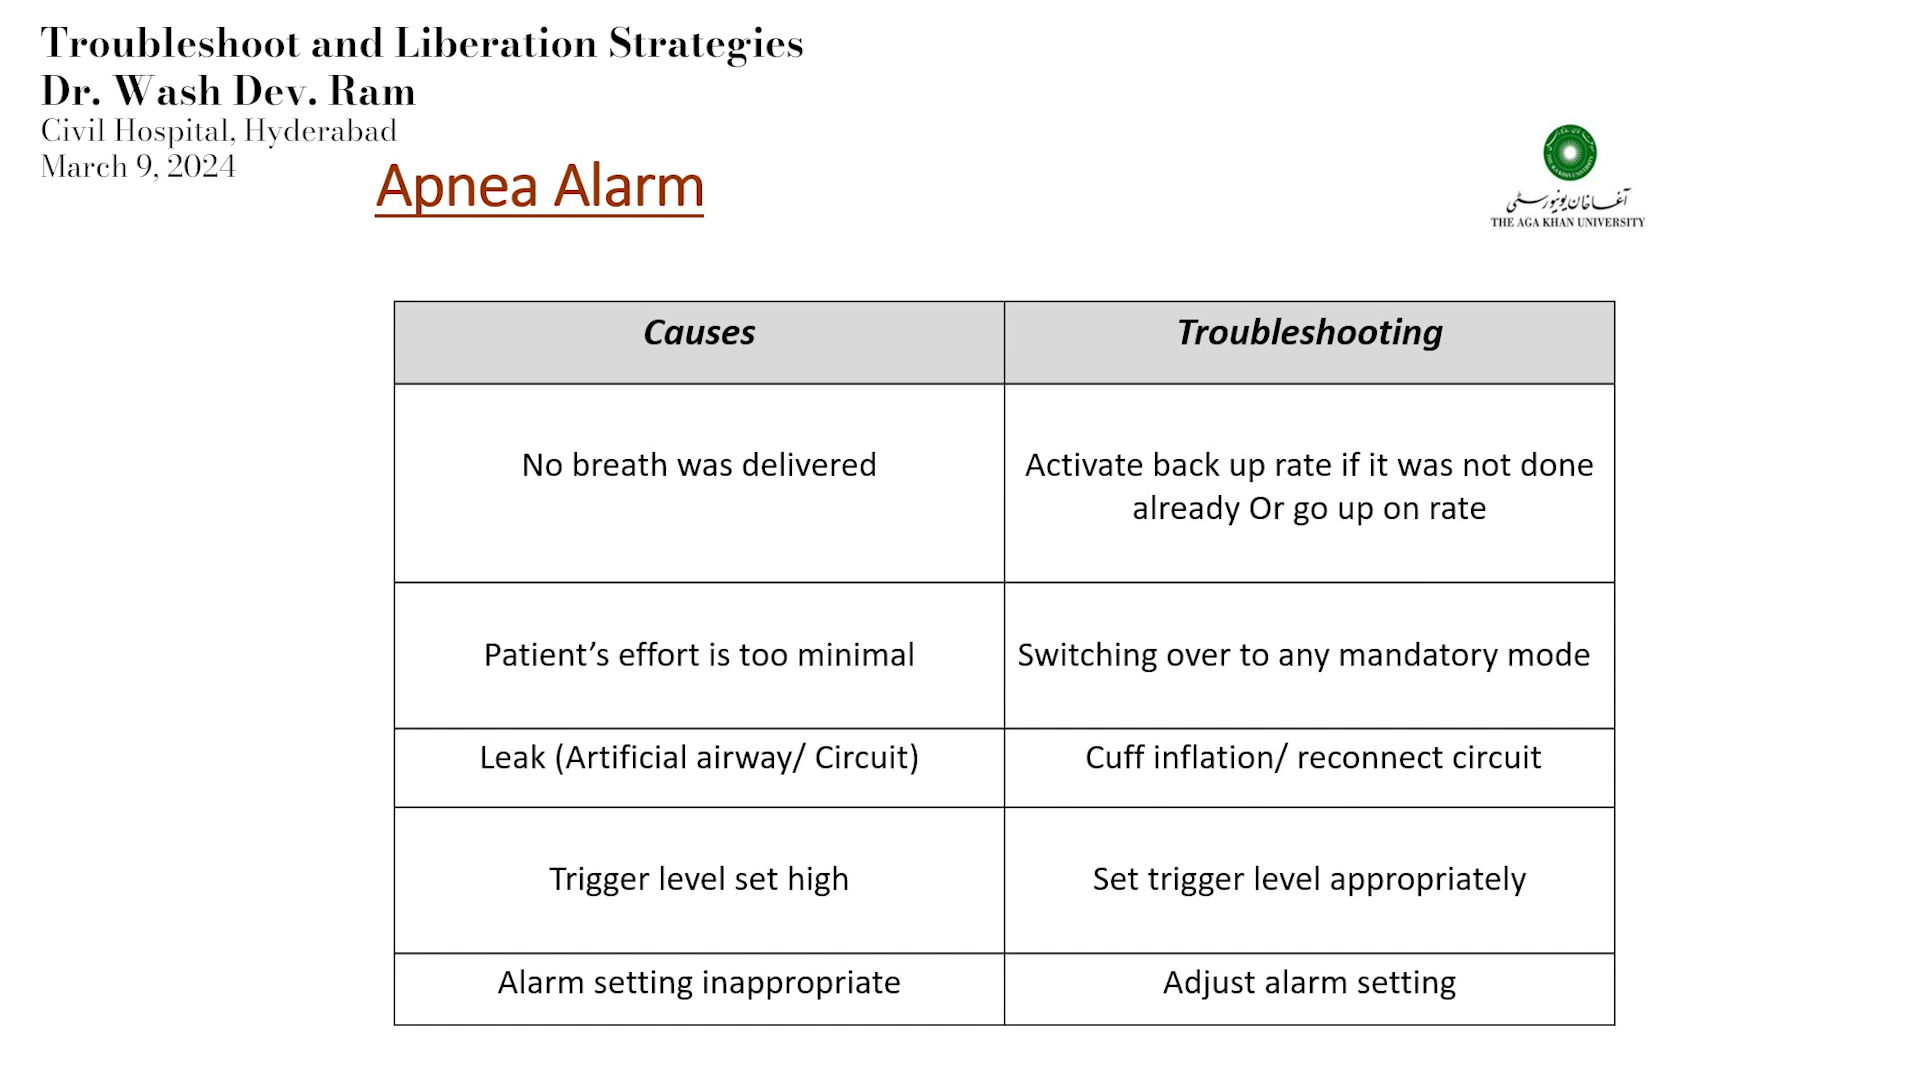 Troubleshoot and Liberation Strategies
Dr. Wash Dev. Ram
Civil Hospital, Hyderabad
March 9, 2024
Apnea Alarm
آغا خان یونیورسٹی
THE AGA KHAN UNIVERSITY
Causes
Troubleshooting
No breath was delivered
Activate back up rate if it was not done
already Or go up on rate
Patient’s effort is too minimal
Switching over to any mandatory mode
Leak (Artificial airway/ Circuit)
Cuff inflation/ reconnect circuit
Trigger level set high
Set trigger level appropriately
Alarm setting inappropriate
Adjust alarm setting